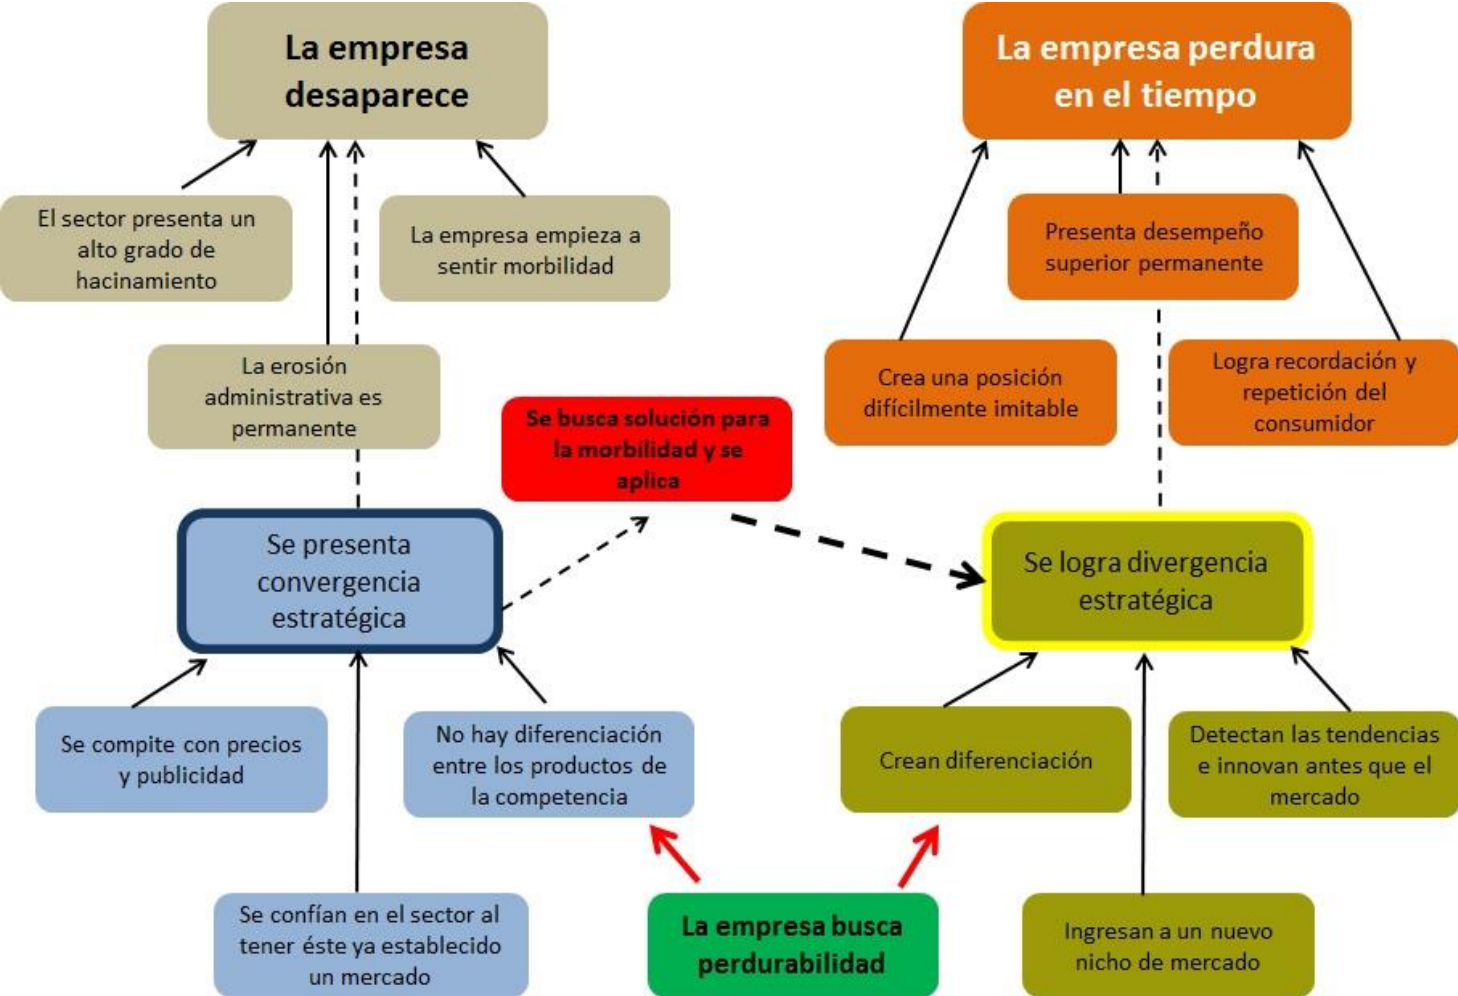 La empresa
desaparece
La empresa perdura
en el tiempo
El sector presenta un
alto grado de
hacinamiento
La empresa empieza a
sentir morbilidad
Presenta desempeño
superior permanente
La erosión
administrativa es
permanente
Crea una posición
difícilmente imitable
Logra recordación y
repetición del
consumidor
Se busca solución para
la morbilidad y se
aplica
Se presenta
convergencia
estratégica
Se logra divergencia
estratégica
Se compite con precios
y publicidad
No hay diferenciación
entre los productos de
la competencia
Crean diferenciación
Detectan las tendencias
e innovan antes que el
mercado
Se confían en el sector al
tener éste ya establecido
un mercado
La empresa busca
perdurabilidad
Ingresan a un nuevo
nicho de mercado